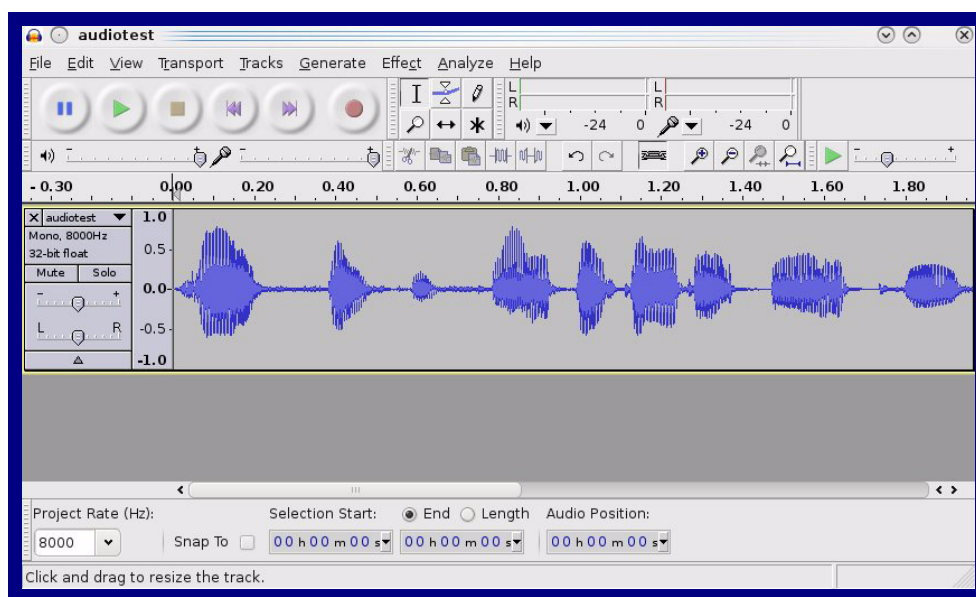 audiotest
File Edit View Transport Tracks Generate Effect Analyze Help
L
R
-24 0
L
R
-24 0
- +
- 0.30 0.00 0.20 0.40 0.60 0.80 1.00 1.20 1.40 1.60 1.80
X audiotest
Mono, 8000Hz
32-bit float
Mute Solo
- +
L R
1.0
0.5
0.0
-0.5
-1.0
Project Rate (Hz): Selection Start: End Length Audio Position:
8000 Snap To 00 h 00 m 00 s 00 h 00 m 00 s 00 h 00 m 00 s
Click and drag to resize the track.